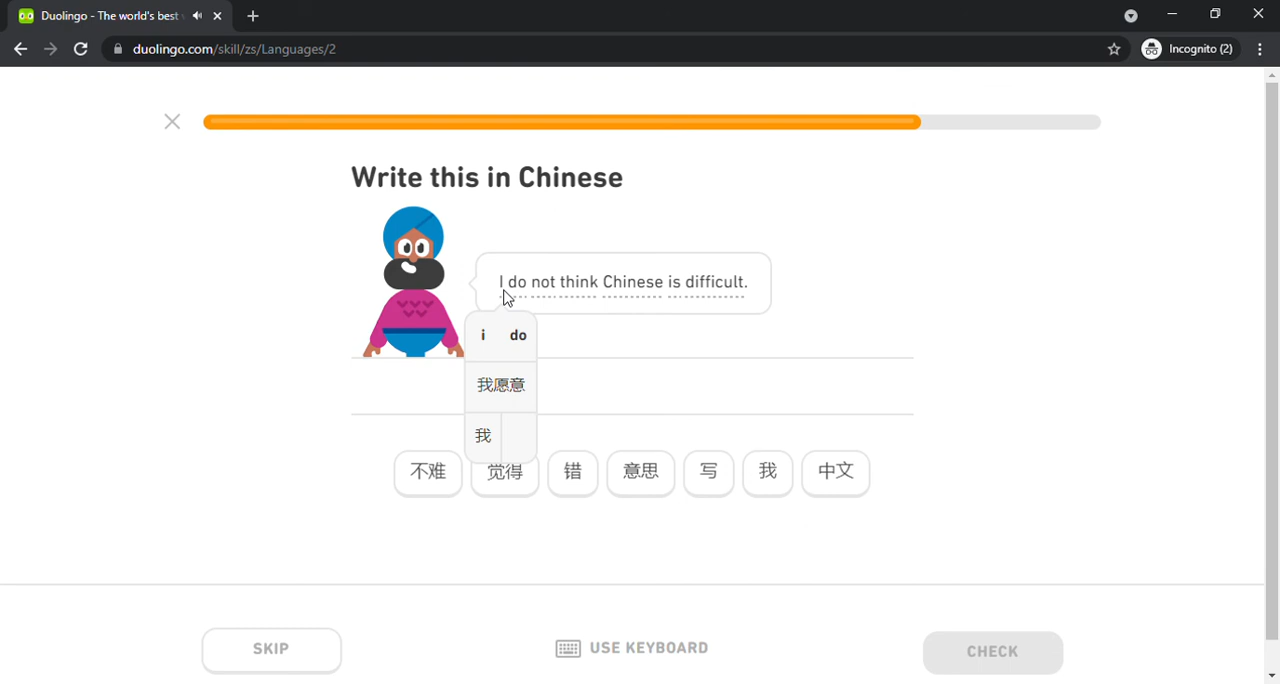 Duolingo - The world's best
duolingo.com/skill/zs/Languages/2
Incognito (2)
Write this in Chinese
I do not think Chinese is difficult.
i do
我愿意
我
不难 觉得 错 意思 写 我 中文
SKIP
USE KEYBOARD
CHECK